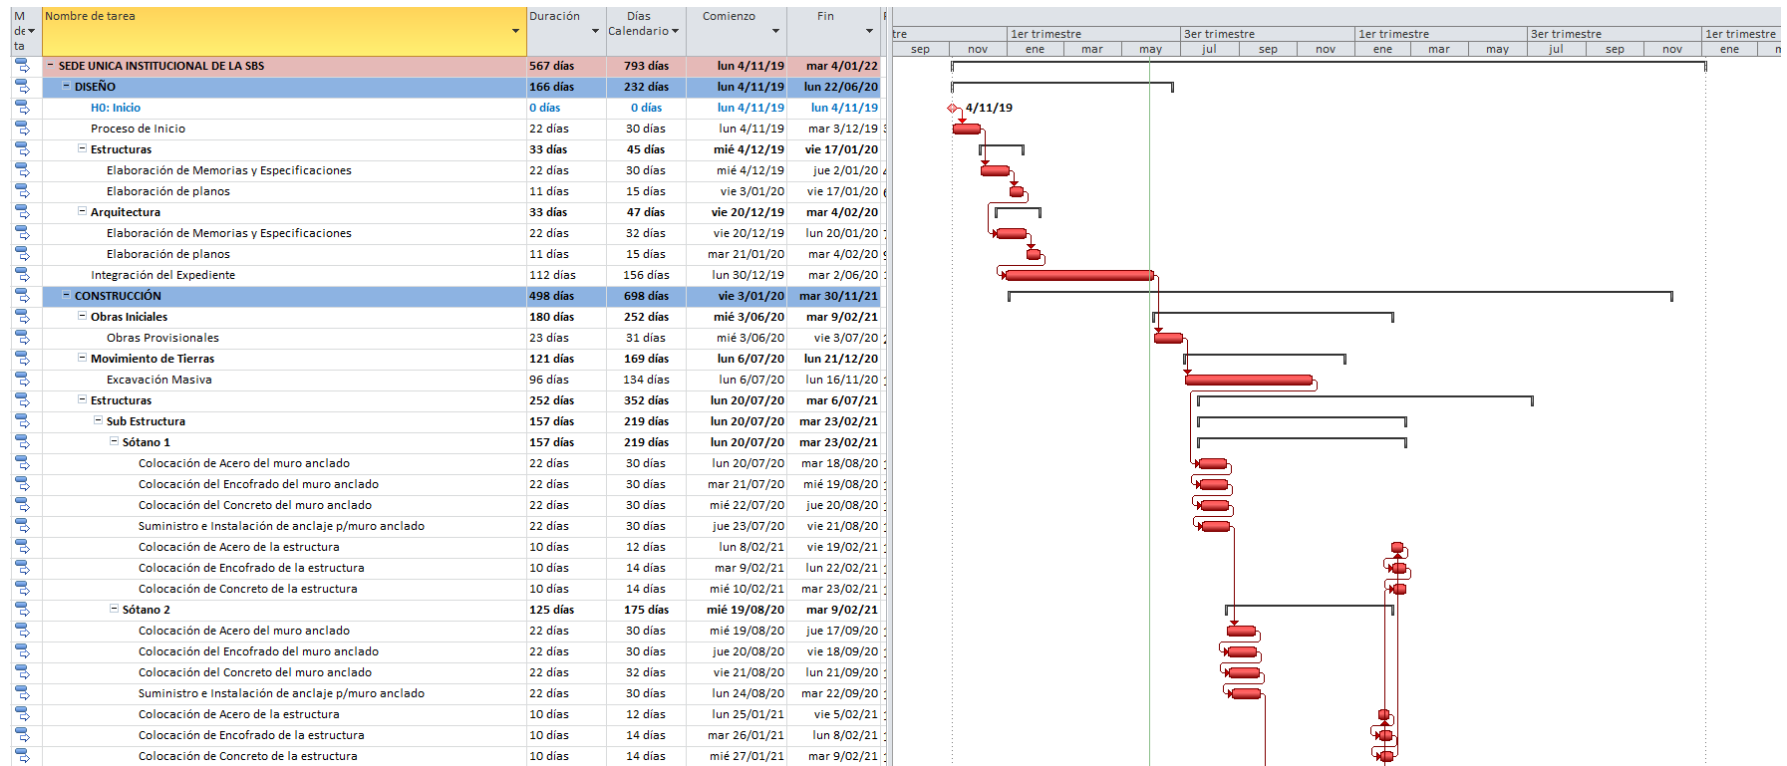 M
de
ta
Nombre de tarea
Duración
Días
Calendario
Comienzo
Fin
tre
1er trimestre
3er trimestre
1er trimestre
3er trimestre
1er trimestre
sep nov ene mar may jul sep nov ene mar may jul sep nov ene
SEDE UNICA INSTITUCIONAL DE LA SBS 567 días 793 días lun 4/11/19 mar 4/01/22
DISEÑO 166 días 232 días lun 4/11/19 lun 22/06/20
H0: Inicio 0 días 0 días lun 4/11/19 lun 4/11/19 4/11/19
Proceso de Inicio 22 días 30 días lun 4/11/19 mar 3/12/19
Estructuras 33 días 45 días mié 4/12/19 vie 17/01/20
Elaboración de Memorias y Especificaciones 22 días 30 días mié 4/12/19 jue 2/01/20
Elaboración de planos 11 días 15 días vie 3/01/20 vie 17/01/20
Arquitectura 33 días 47 días vie 20/12/19 mar 4/02/20
Elaboración de Memorias y Especificaciones 22 días 32 días vie 20/12/19 lun 20/01/20
Elaboración de planos 11 días 15 días mar 21/01/20 mar 4/02/20
Integración del Expediente 112 días 156 días lun 30/12/19 mar 2/06/20
CONSTRUCCIÓN 498 días 698 días vie 3/01/20 mar 30/11/21
Obras Iniciales 180 días 252 días mié 3/06/20 mar 9/02/21
Obras Provisionales 23 días 31 días mié 3/06/20 vie 3/07/20
Movimiento de Tierras 121 días 169 días lun 6/07/20 lun 21/12/20
Excavación Masiva 96 días 134 días lun 6/07/20 lun 16/11/20
Estructuras 252 días 352 días lun 20/07/20 mar 6/07/21
Sub Estructura 157 días 219 días lun 20/07/20 mar 23/02/21
Sótano 1 157 días 219 días lun 20/07/20 mar 23/02/21
Colocación de Acero del muro anclado 22 días 30 días lun 20/07/20 mar 18/08/20
Colocación del Encofrado del muro anclado 22 días 30 días mar 21/07/20 mié 19/08/20
Colocación del Concreto del muro anclado 22 días 30 días mié 22/07/20 jue 20/08/20
Suministro e Instalación de anclaje p/muro anclado 22 días 30 días jue 23/07/20 vie 21/08/20
Colocación de Acero de la estructura 10 días 12 días lun 8/02/21 vie 19/02/21
Colocación de Encofrado de la estructura 10 días 14 días mar 9/02/21 lun 22/02/21
Colocación de Concreto de la estructura 10 días 14 días mié 10/02/21 mar 23/02/21
Sótano 2 125 días 175 días mié 19/08/20 mar 9/02/21
Colocación de Acero del muro anclado 22 días 30 días mié 19/08/20 jue 17/09/20
Colocación del Encofrado del muro anclado 22 días 30 días jue 20/08/20 vie 18/09/20
Colocación del Concreto del muro anclado 22 días 32 días vie 21/08/20 lun 21/09/20
Suministro e Instalación de anclaje p/muro anclado 22 días 30 días lun 24/08/20 mar 22/09/20
Colocación de Acero de la estructura 10 días 12 días lun 25/01/21 vie 5/02/21
Colocación de Encofrado de la estructura 10 días 14 días mar 26/01/21 lun 8/02/21
Colocación de Concreto de la estructura 10 días 14 días mié 27/01/21 mar 9/02/21